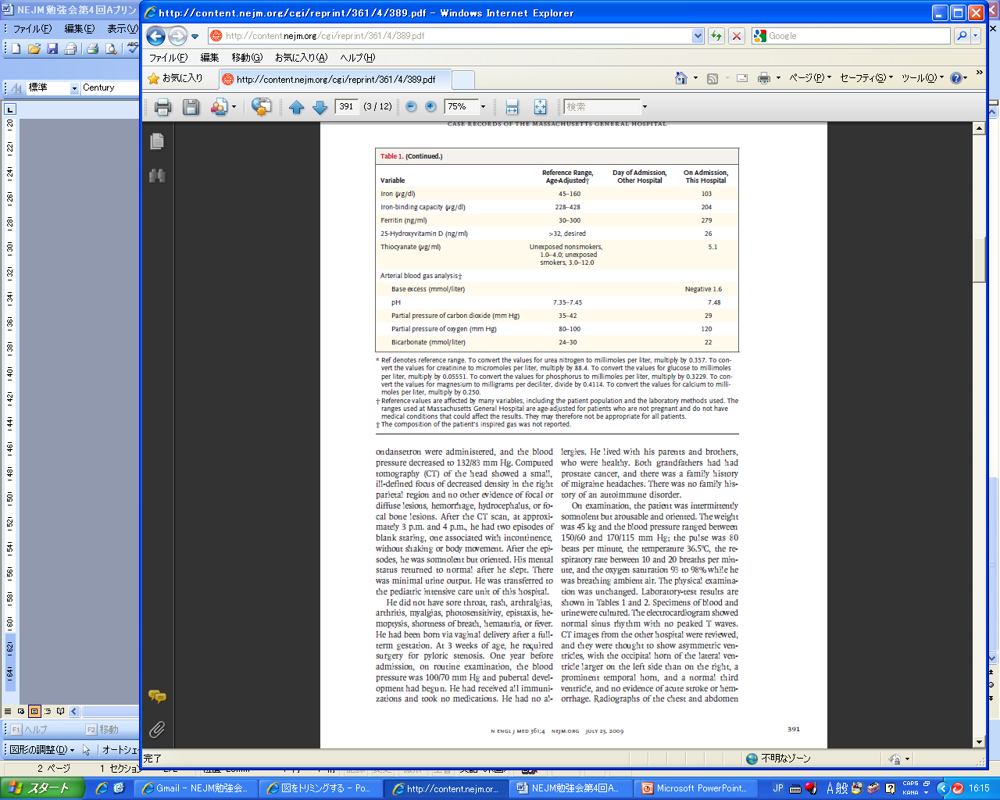 NEJM勉強会第4回Aプリン
http://content.nejm.org/cgi/reprint/361/4/389.pdf - Windows Internet Explorer
ファイル(F) 編集(E) 表示(V)
http://content.nejm.org/cgi/reprint/361/4/389.pdf
Google
ファイル(F) 編集 移動(G) お気に入り(A) ヘルプ(H)
お気に入り
http://content.nejm.org/cgi/reprint/361/4/389.pdf
ページ(P) セーフティ(S) ツール(O)
標準 Century
391 (3 / 12) 75% 検索
CASE RECORDS OF THE MASSACHUSETTS GENERAL HOSPITAL
Table 1. (Continued.)
Variable Reference Range, Age-Adjusted† Day of Admission, Other Hospital On Admission, This Hospital
Iron (μg/dl) 45–160 103
Iron-binding capacity (μg/dl) 228–428 204
Ferritin (ng/ml) 30–300 279
25-Hydroxyvitamin D (ng/ml) >32, desired 26
Thiocyanate (μg/ml) Unexposed nonsmokers, 5.1
1.0–4.0; unexposed
smokers, 3.0–12.0
Arterial blood gas analysis‡
Base excess (mmol/liter) Negative 1.6
pH 7.35–7.45 7.48
Partial pressure of carbon dioxide (mm Hg) 35–42 29
Partial pressure of oxygen (mm Hg) 80–100 120
Bicarbonate (mmol/liter) 24–30 22
* Ref denotes reference range. To convert the values for urea nitrogen to millimoles per liter, multiply by 0.357. To con-
vert the values for creatinine to micromoles per liter, multiply by 88.4. To convert the values for glucose to millimoles
per liter, multiply by 0.05551. To convert the values for phosphorus to millimoles per liter, multiply by 0.3229. To con-
vert the values for magnesium to milligrams per deciliter, divide by 0.4114. To convert the values for calcium to milli-
moles per liter, multiply by 0.250.
† Reference values are affected by many variables, including the patient population and the laboratory methods used. The
ranges used at Massachusetts General Hospital are age-adjusted for patients who are not pregnant and do not have
medical conditions that could affect the results. They may therefore not be appropriate for all patients.
‡ The composition of the patient's inspired gas was not reported.
ondansetron were administered, and the blood
pressure decreased to 132/83 mm Hg. Computed
tomography (CT) of the head showed a small,
ill-defined focus of decreased density in the right
parietal region and no other evidence of focal or
diffuse lesions, hemorrhage, hydrocephalus, or fo-
cal bone lesions. After the CT scan, at approxi-
mately 3 p.m. and 4 p.m., he had two episodes of
blank staring, one associated with incontinence,
without shaking or body movement. After the epi-
sodes, he was somnolent but oriented. His mental
status returned to normal after he slept. There
was minimal urine output. He was transferred to
the pediatric intensive care unit of this hospital.
He did not have sore throat, rash, arthralgias,
arthritis, myalgias, photosensitivity, epistaxis, he-
moptysis, shortness of breath, hematuria, or fever.
He had been born via vaginal delivery after a full-
term gestation. At 3 weeks of age, he required
surgery for pyloric stenosis. One year before
admission, on routine examination, the blood
pressure was 100/70 mm Hg and pubertal devel-
opment had begun. He had received all immuni-
zations and took no medications. He had no al-
lergies. He lived with his parents and brothers,
who were healthy. Both grandfathers had had
prostate cancer, and there was a family history
of migraine headaches. There was no family his-
tory of an autoimmune disorder.
On examination, the patient was intermittently
somnolent but arousable and oriented. The weight
was 45 kg and the blood pressure ranged between
150/60 and 170/115 mm Hg; the pulse was 80
beats per minute, the temperature 36.5°C, the re-
spiratory rate between 10 and 20 breaths per min-
ute, and the oxygen saturation 93 to 98% while he
was breathing ambient air. The physical examina-
tion was unchanged. Laboratory-test results are
shown in Tables 1 and 2. Specimens of blood and
urine were cultured. The electrocardiogram showed
normal sinus rhythm with no peaked T waves.
CT images from the other hospital were reviewed,
and they were thought to show asymmetric ven-
tricles, with the occipital horn of the lateral ven-
tricle larger on the left side than on the right, a
prominent temporal horn, and a normal third
ventricle, and no evidence of acute stroke or hem-
orrhage. Radiographs of the chest and abdomen
N ENGL J MED 361;4 NEJM.ORG JULY 23, 2009
391
F1 ヘルプ F2 移動
図形の調整(D) オートシェ
完了 不明なゾーン
2 ページ 1 セクション
スタート
Gmail - NEJM勉強会...
図をトリミングする - Po...
http://content.nejm.or...
NEJM勉強会第4回A...
Microsoft PowerPoint...
JP A 般 CAPS KANA 16:15